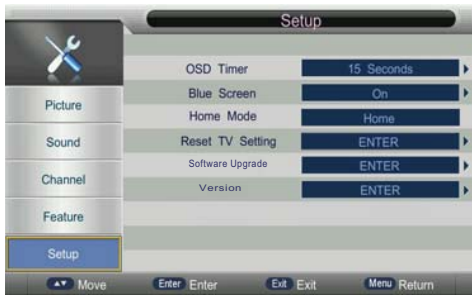 Setup
OSD Timer 15 Seconds
Blue Screen On
Home Mode Home
Reset TV Setting ENTER
Software Upgrade ENTER
Version ENTER
Picture
Sound
Channel
Feature
Setup
Move Enter Enter Exit Exit Menu Return